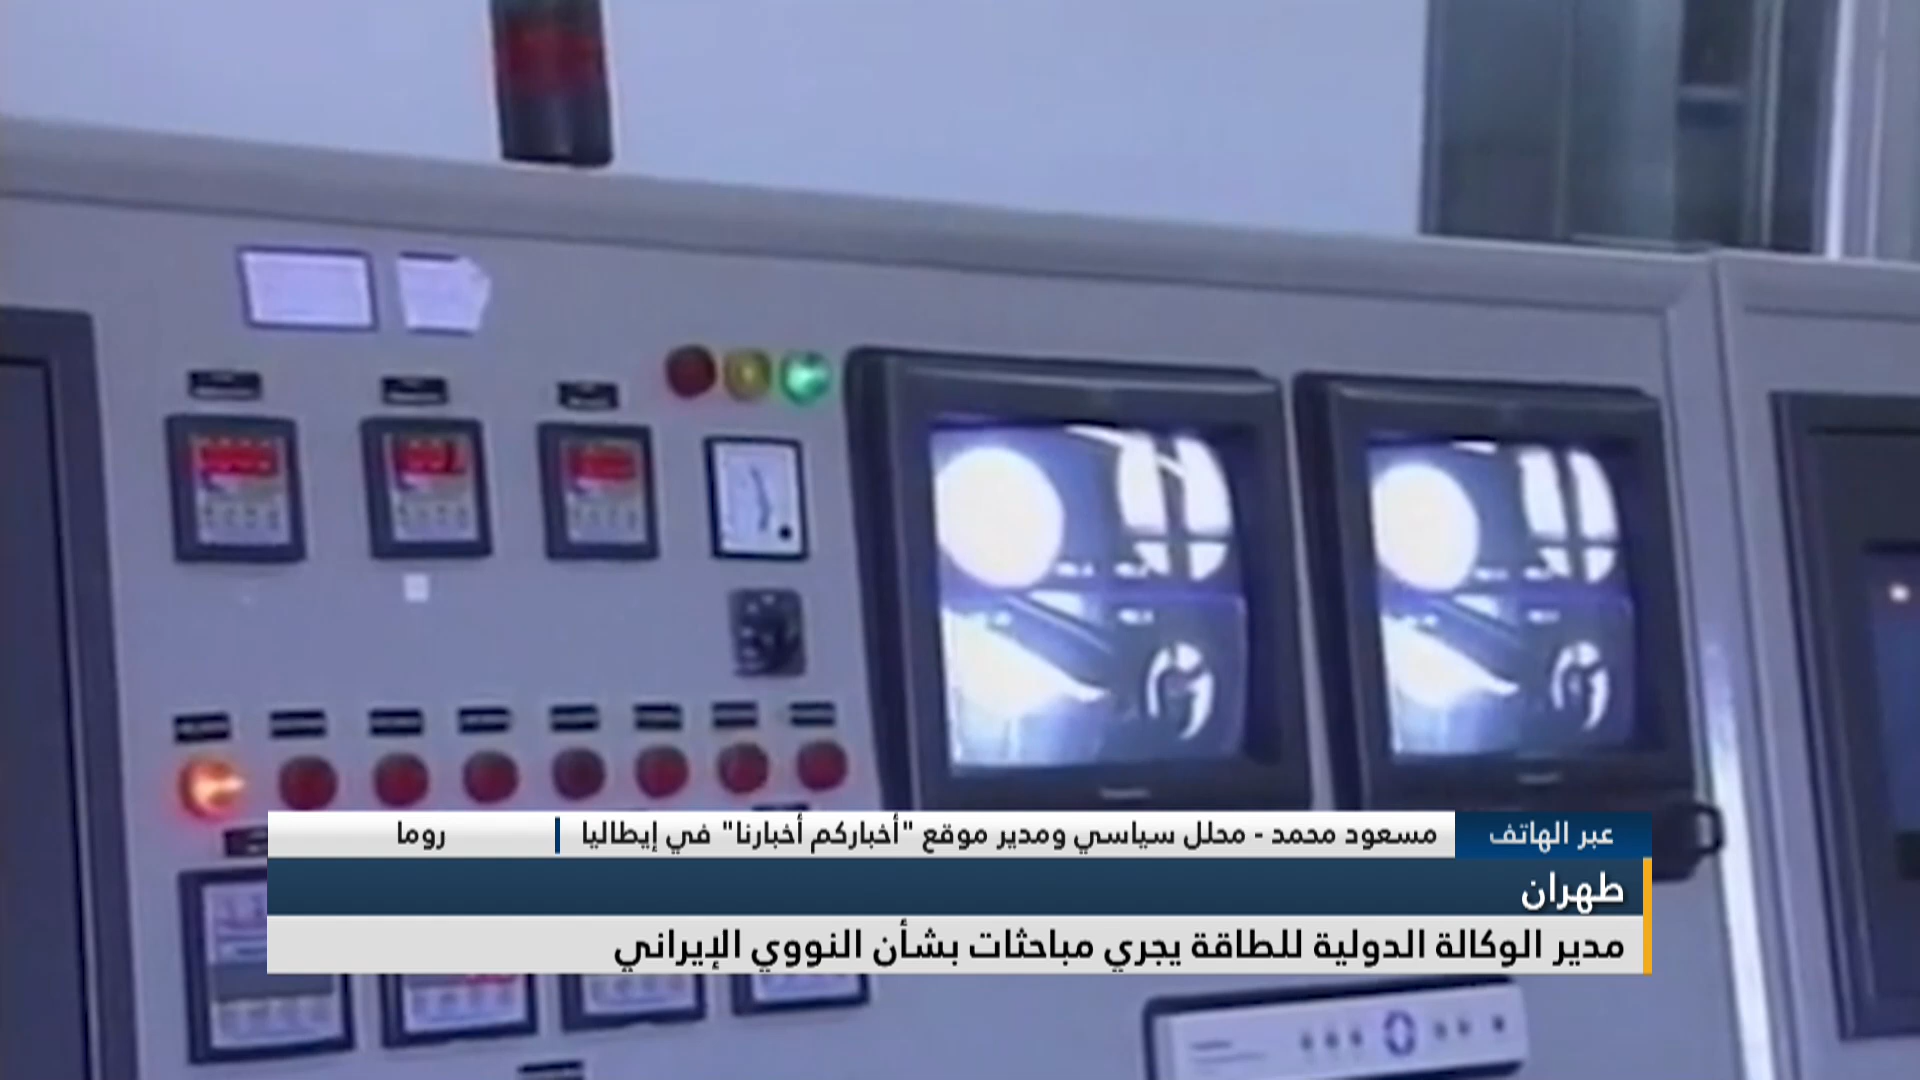 عبر الهاتف
مسعود محمد - محلل سياسي ومدير موقع "أخباركم أخبارنا" في إيطاليا
روما
طهران
مدير الوكالة الدولية للطاقة يجري مباحثات بشأن النووي الإيراني